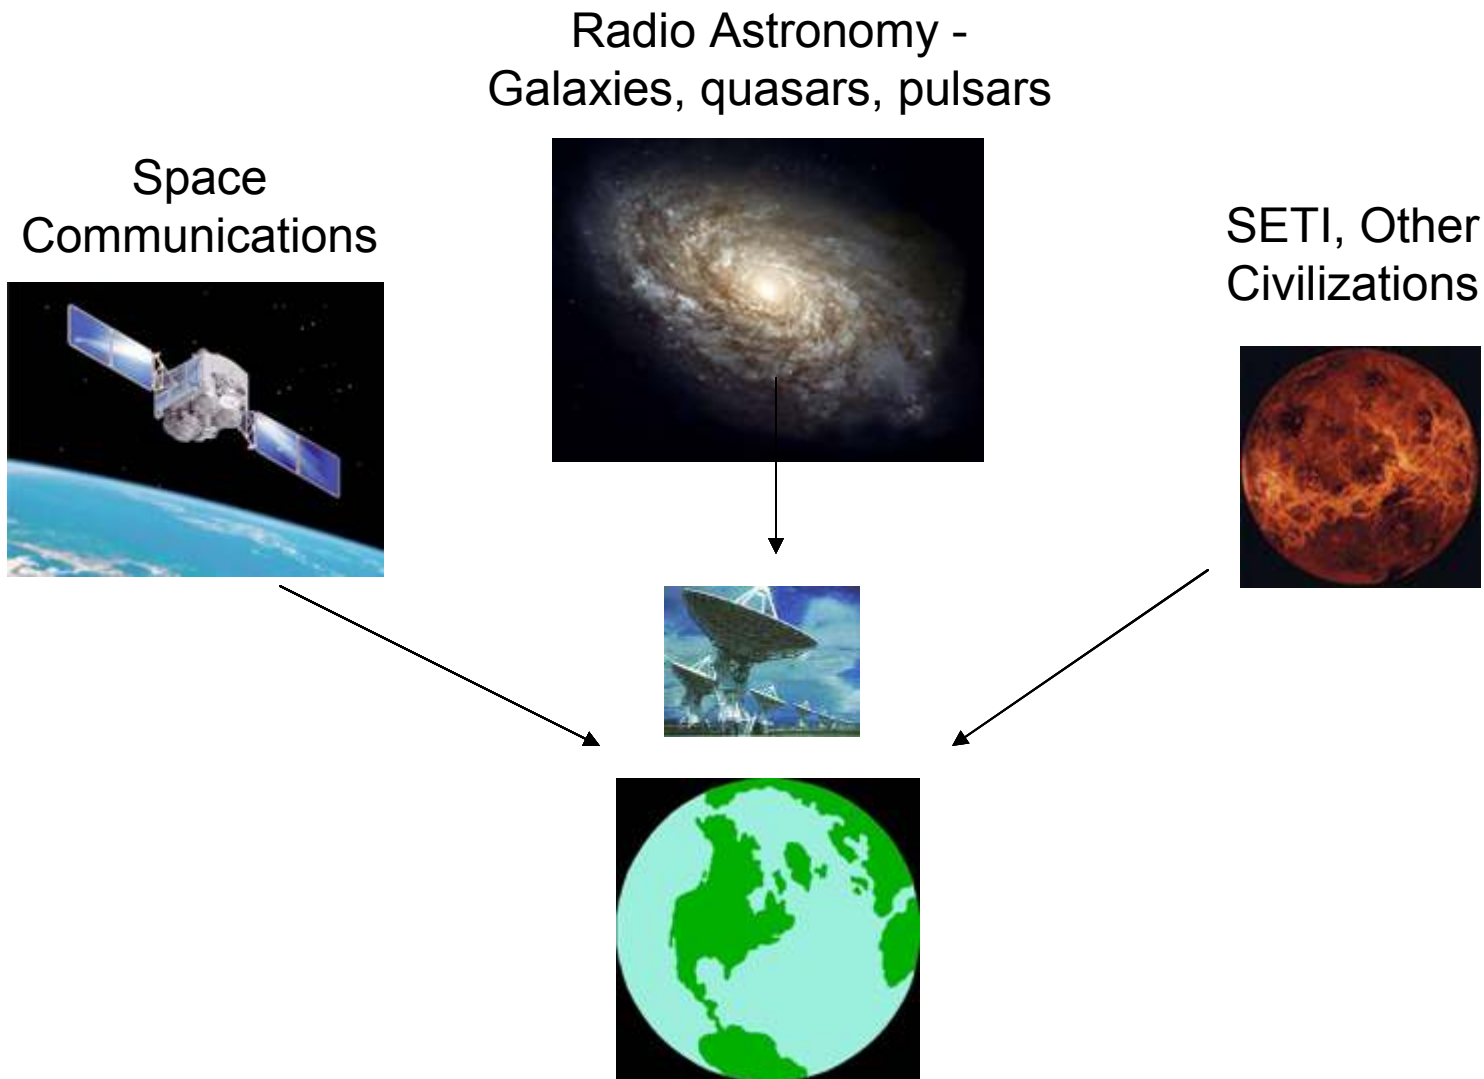 Radio Astronomy -
Galaxies, quasars, pulsars
Space
Communications
SETI, Other
Civilizations